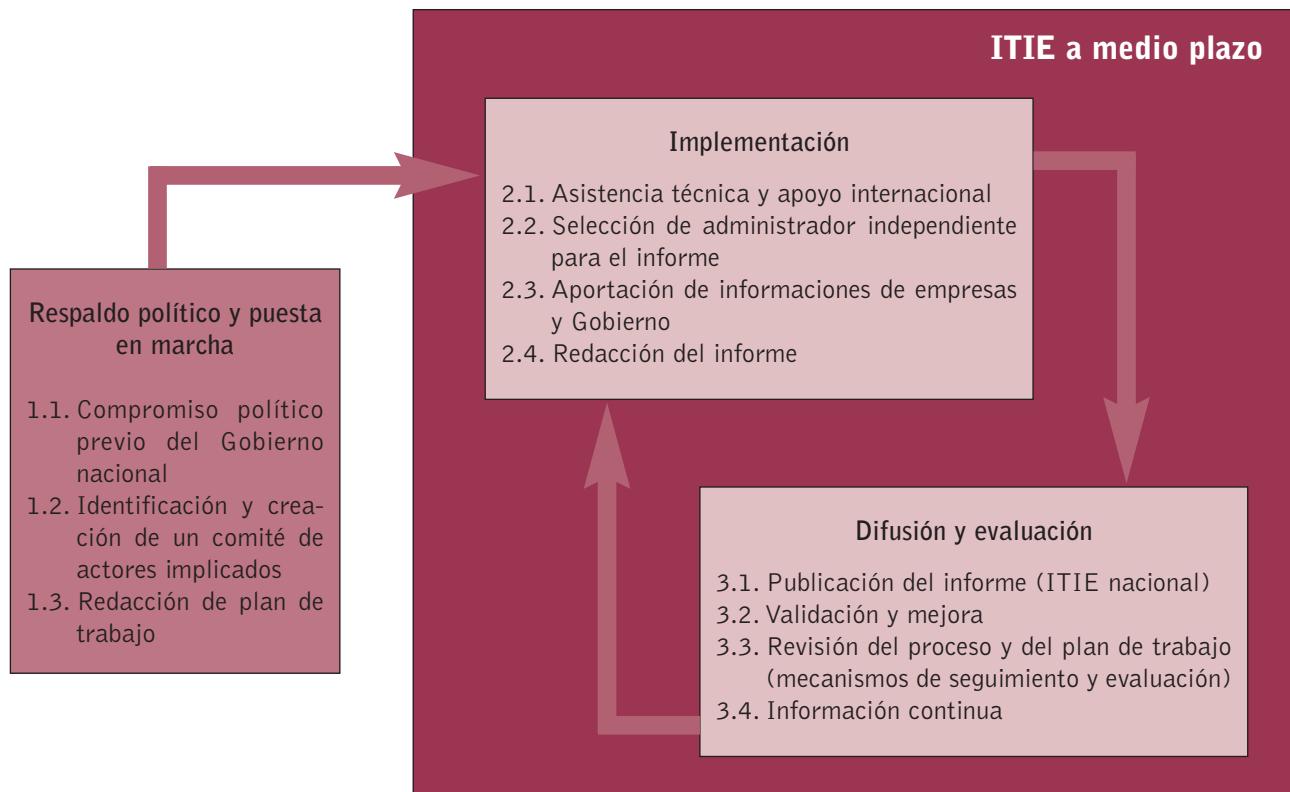 ITIE a medio plazo
Respaldo político y puesta
en marcha
1.1. Compromiso político
previo del Gobierno
nacional
1.2. Identificación y crea-
ción de un comité de
actores implicados
1.3. Redacción de plan de
trabajo
Implementación
2.1. Asistencia técnica y apoyo internacional
2.2. Selección de administrador independiente
para el informe
2.3. Aportación de informaciones de empresas
y Gobierno
2.4. Redacción del informe
Difusión y evaluación
3.1. Publicación del informe (ITIE nacional)
3.2. Validación y mejora
3.3. Revisión del proceso y del plan de trabajo
(mecanismos de seguimiento y evaluación)
3.4. Información continua